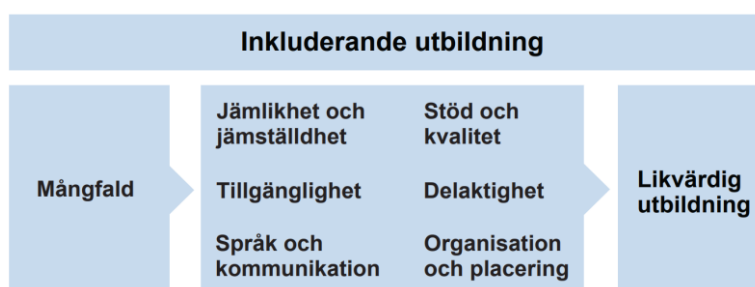 Inkluderande utbildning
Mångfald
Jämlikhet och
jämställdhet
Tillgänglighet
Språk och
kommunikation
Stöd och
kvalitet
Delaktighet
Organisation
och placering
Likvärdig
utbildning